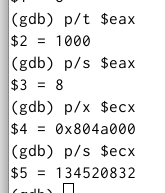 (gdb) p/t $eax
$2 = 1000
(gdb) p/s $eax
$3 = 8
(gdb) p/x $ecx
$4 = 0x804a000
(gdb) p/s $ecx
$5 = 134520832